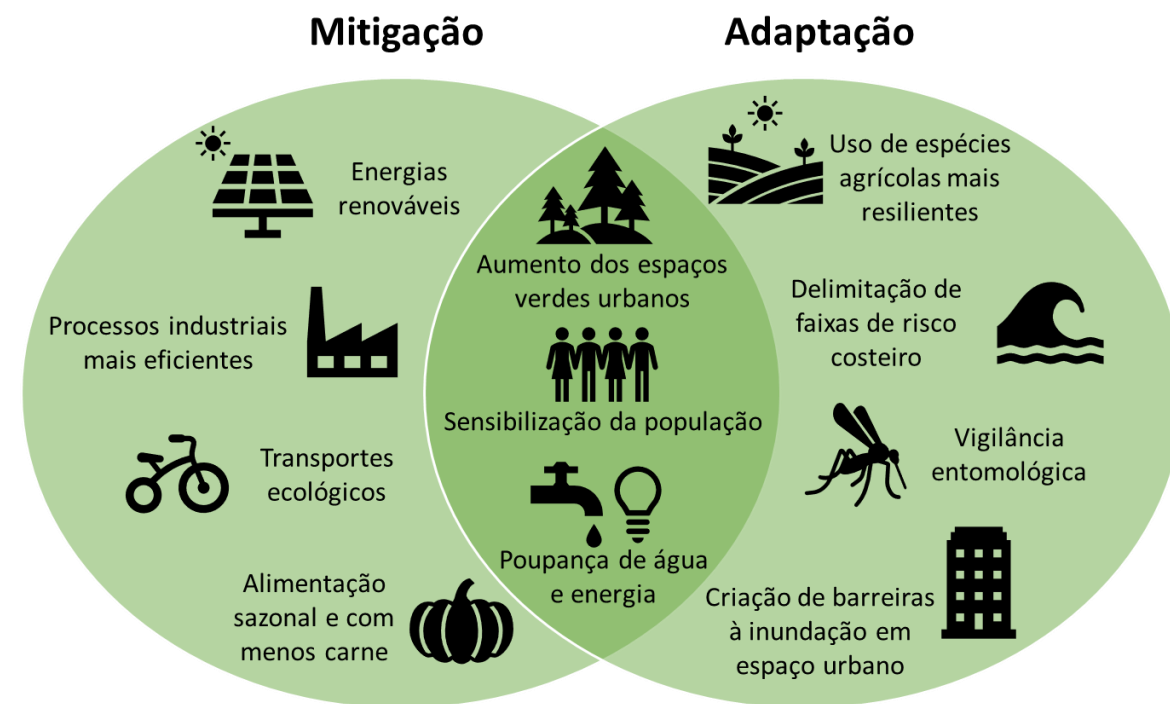 Mitigação
Adaptação
Energias
renováveis
Processos industriais
mais eficientes
Transportes
ecológicos
Alimentação
sazonal e com
menos carne
Aumento dos espaços
verdes urbanos
Sensibilização da população
Poupança de água
e energia
Uso de espécies
agrícolas mais
resilientes
Delimitação de
faixas de risco
costeiro
Vigilância
entomológica
Criação de barreiras
à inundação em
espaço urbano